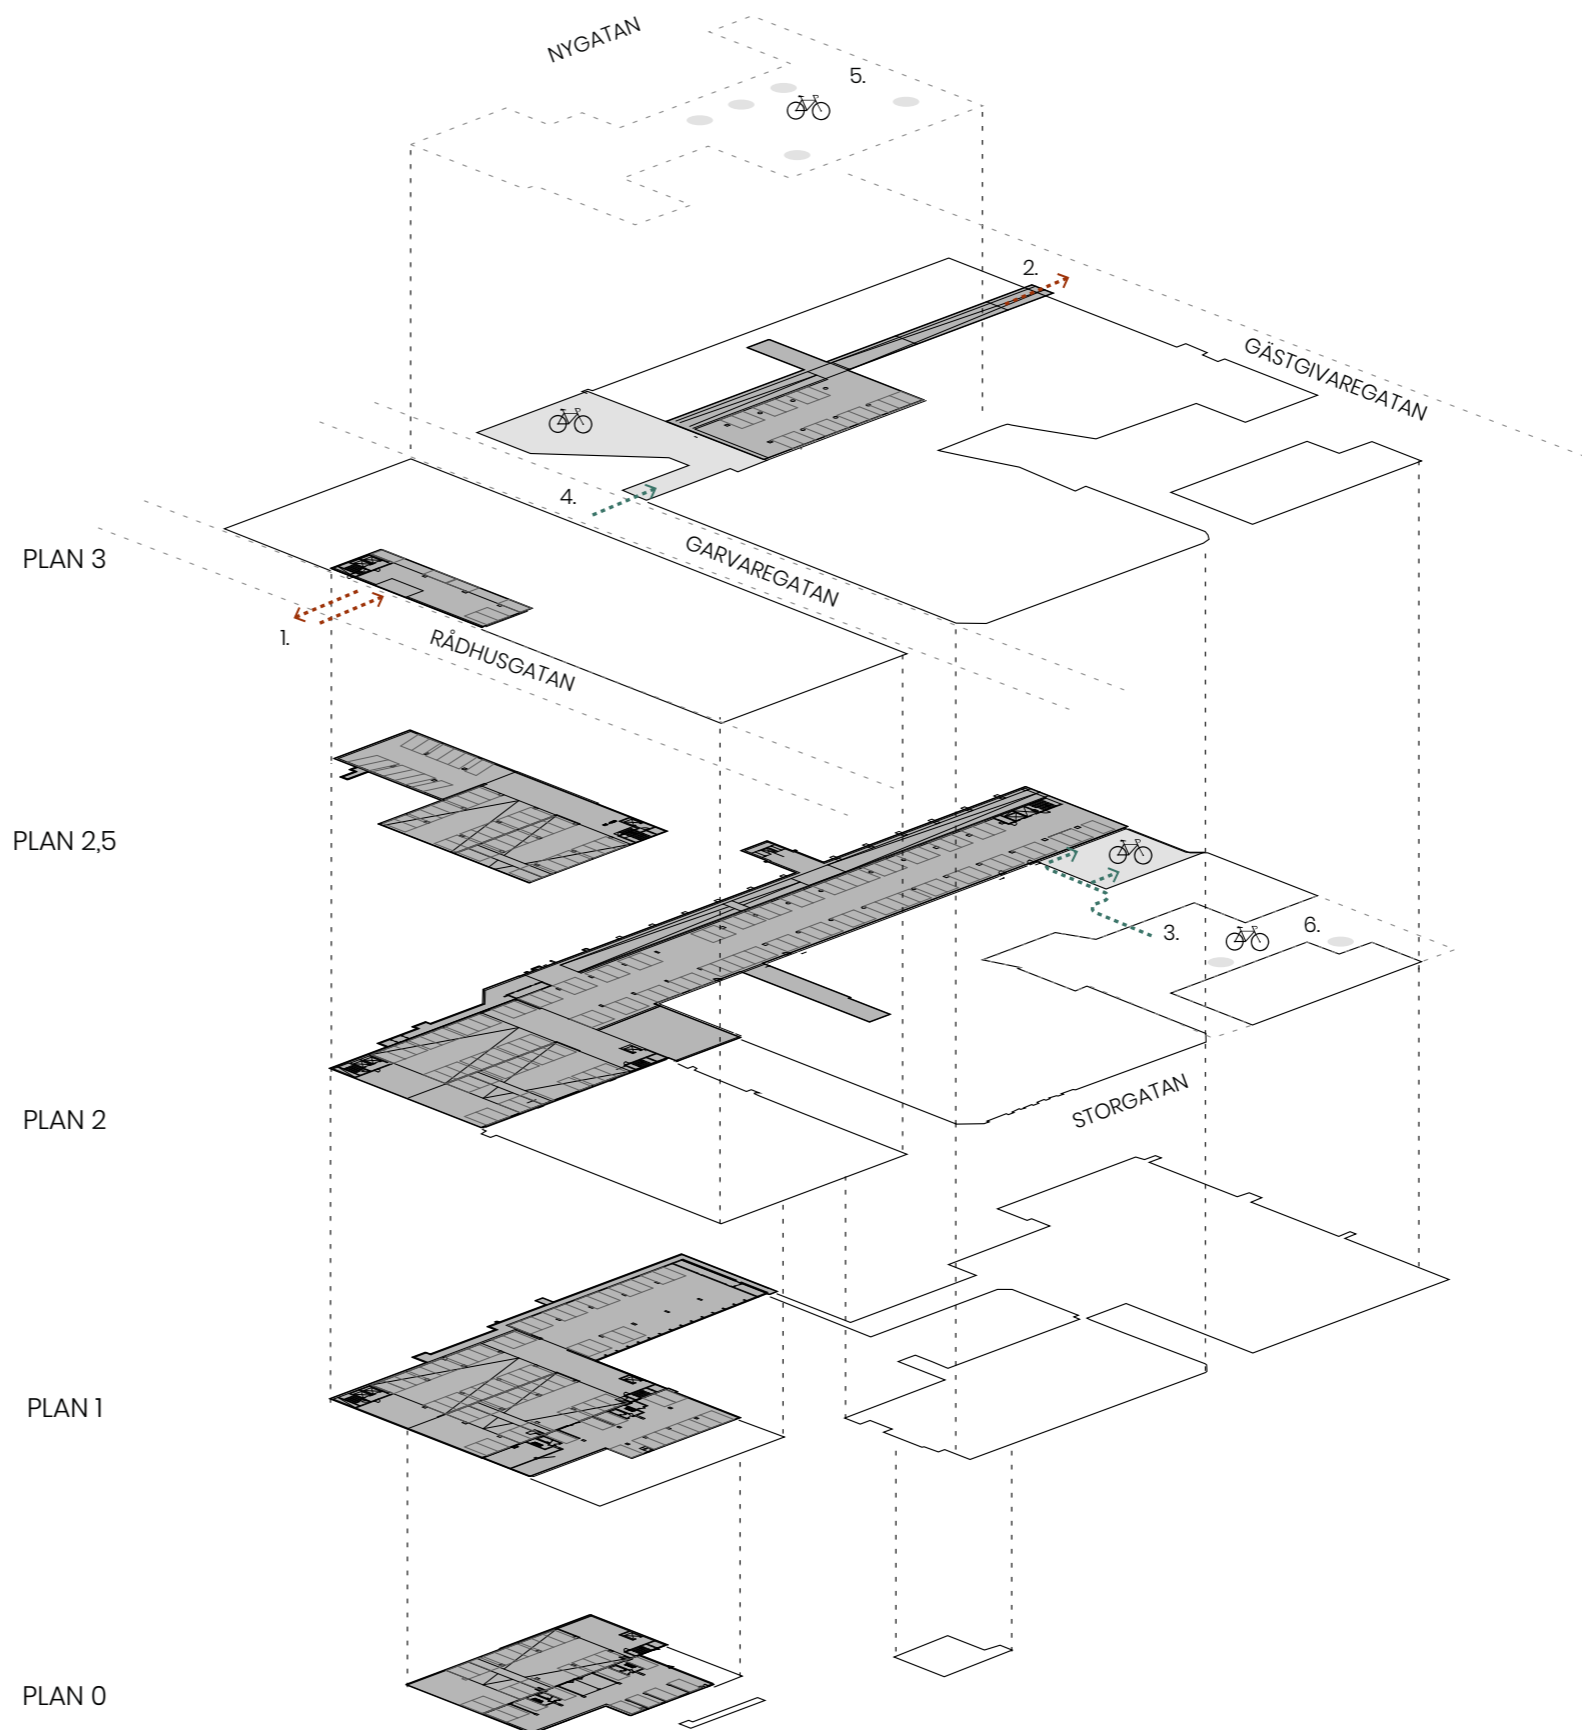 NYGATAN
5.
2.
GÄSTGIVAREGATAN
4.
GARVAREGATAN
PLAN 3
1.
RÅDHUSGATAN
PLAN 2,5
3.
6.
PLAN 2
STORGATAN
PLAN 1
PLAN 0